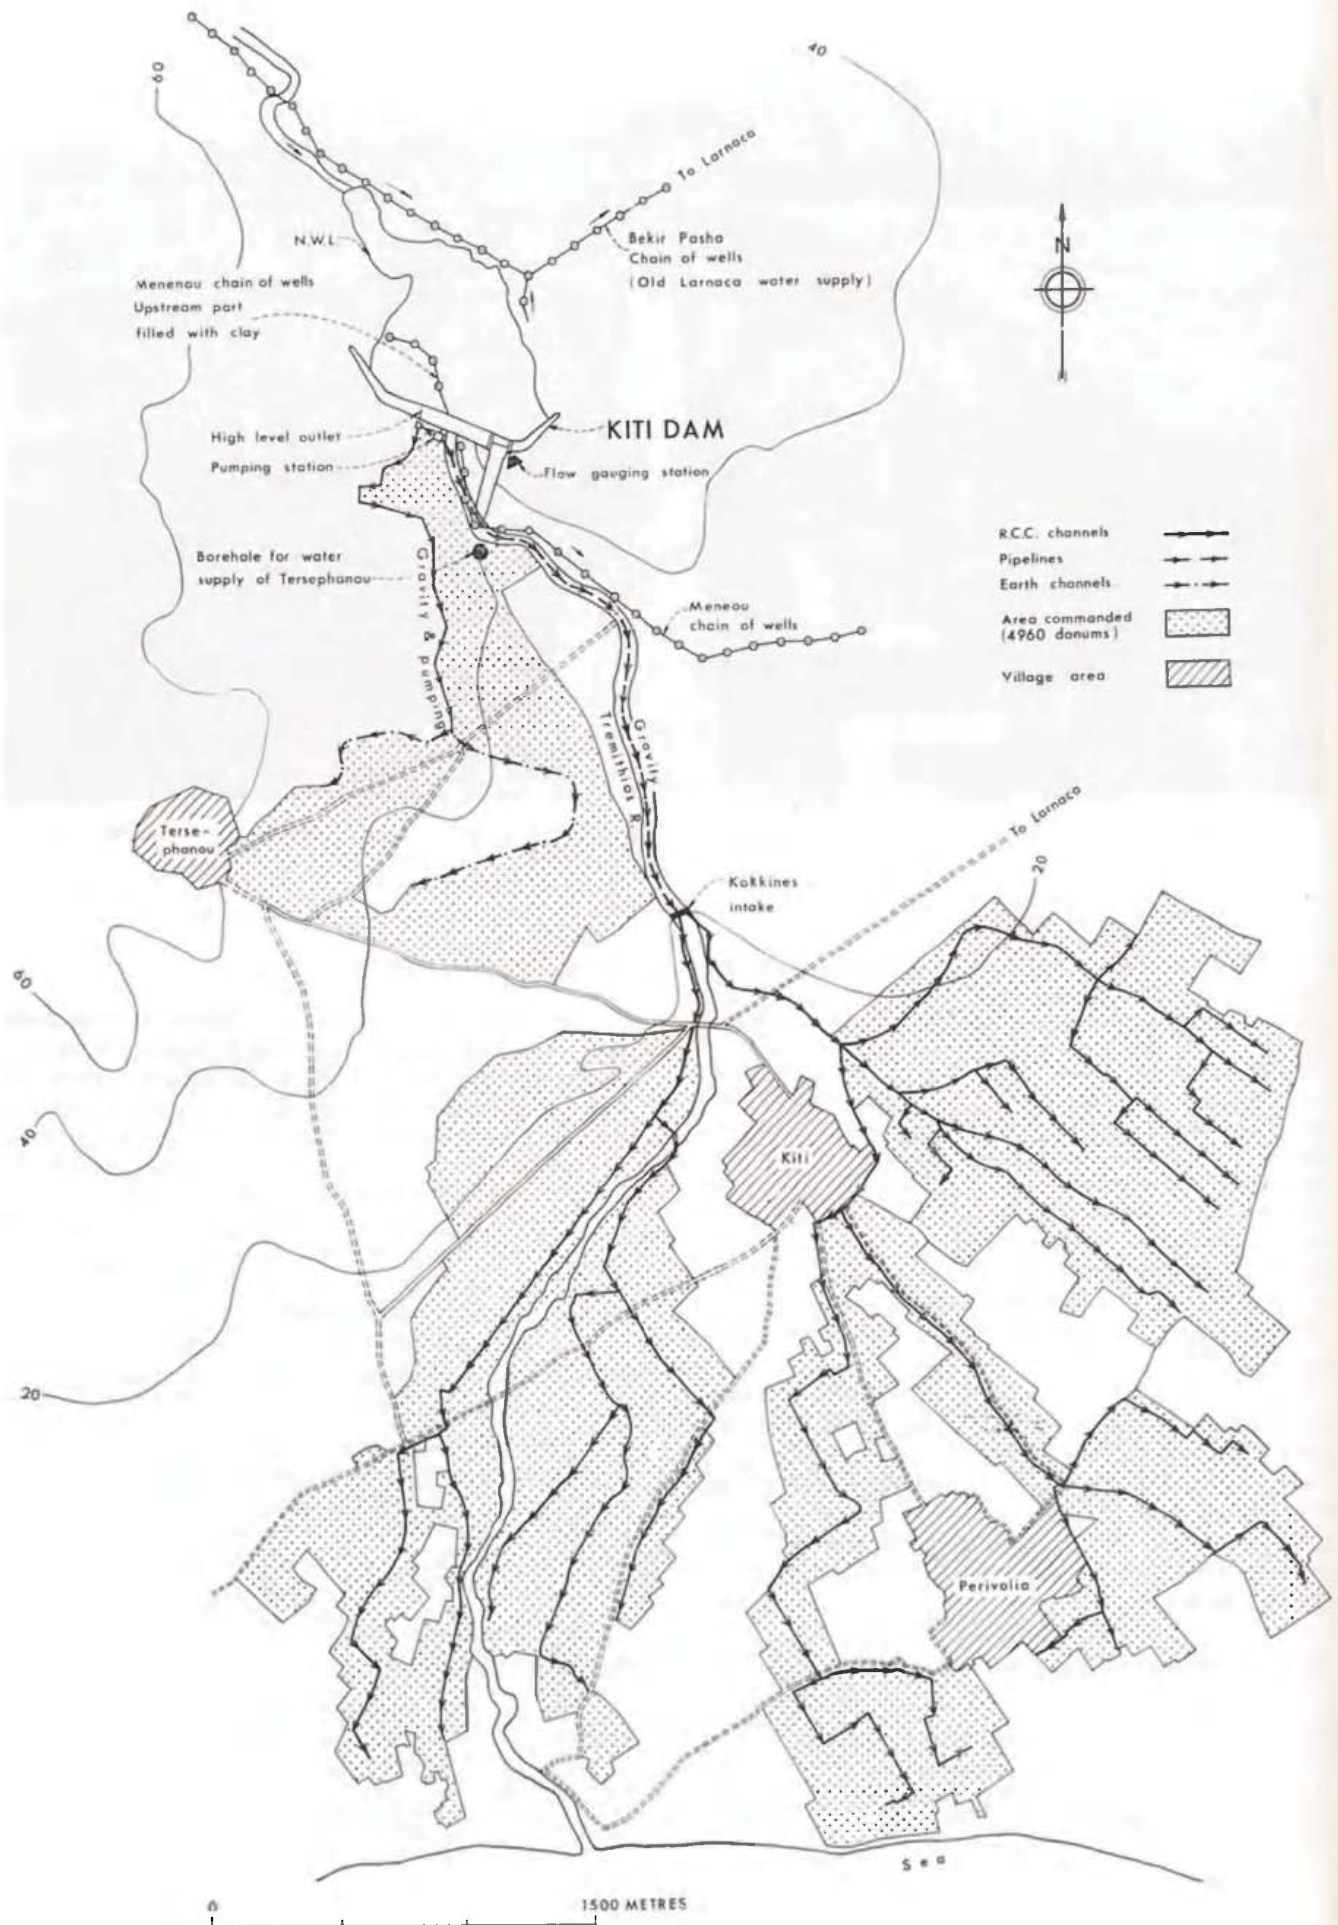 40
60
To Larnaca
N.W.L.
Bekir Pasha
Chain of wells
(Old Larnaca water supply)
N
Menenou chain of wells
Upstream part
filled with clay
KITI DAM
High level outlet
Pumping station
Flow gauging station
Borehole for water
supply of Tersephanou
Gravity & pumping
Meneou
chain of wells
R.C.C. channels
Pipelines
Earth channels
Area commanded
(4960 donums)
Village area
Gravity
Tremithios R.
Terse-
phanou
To Larnaca
Kokkines
intake
20
60
40
Kiti
20
Perivolia
Sea
0
1500 METRES